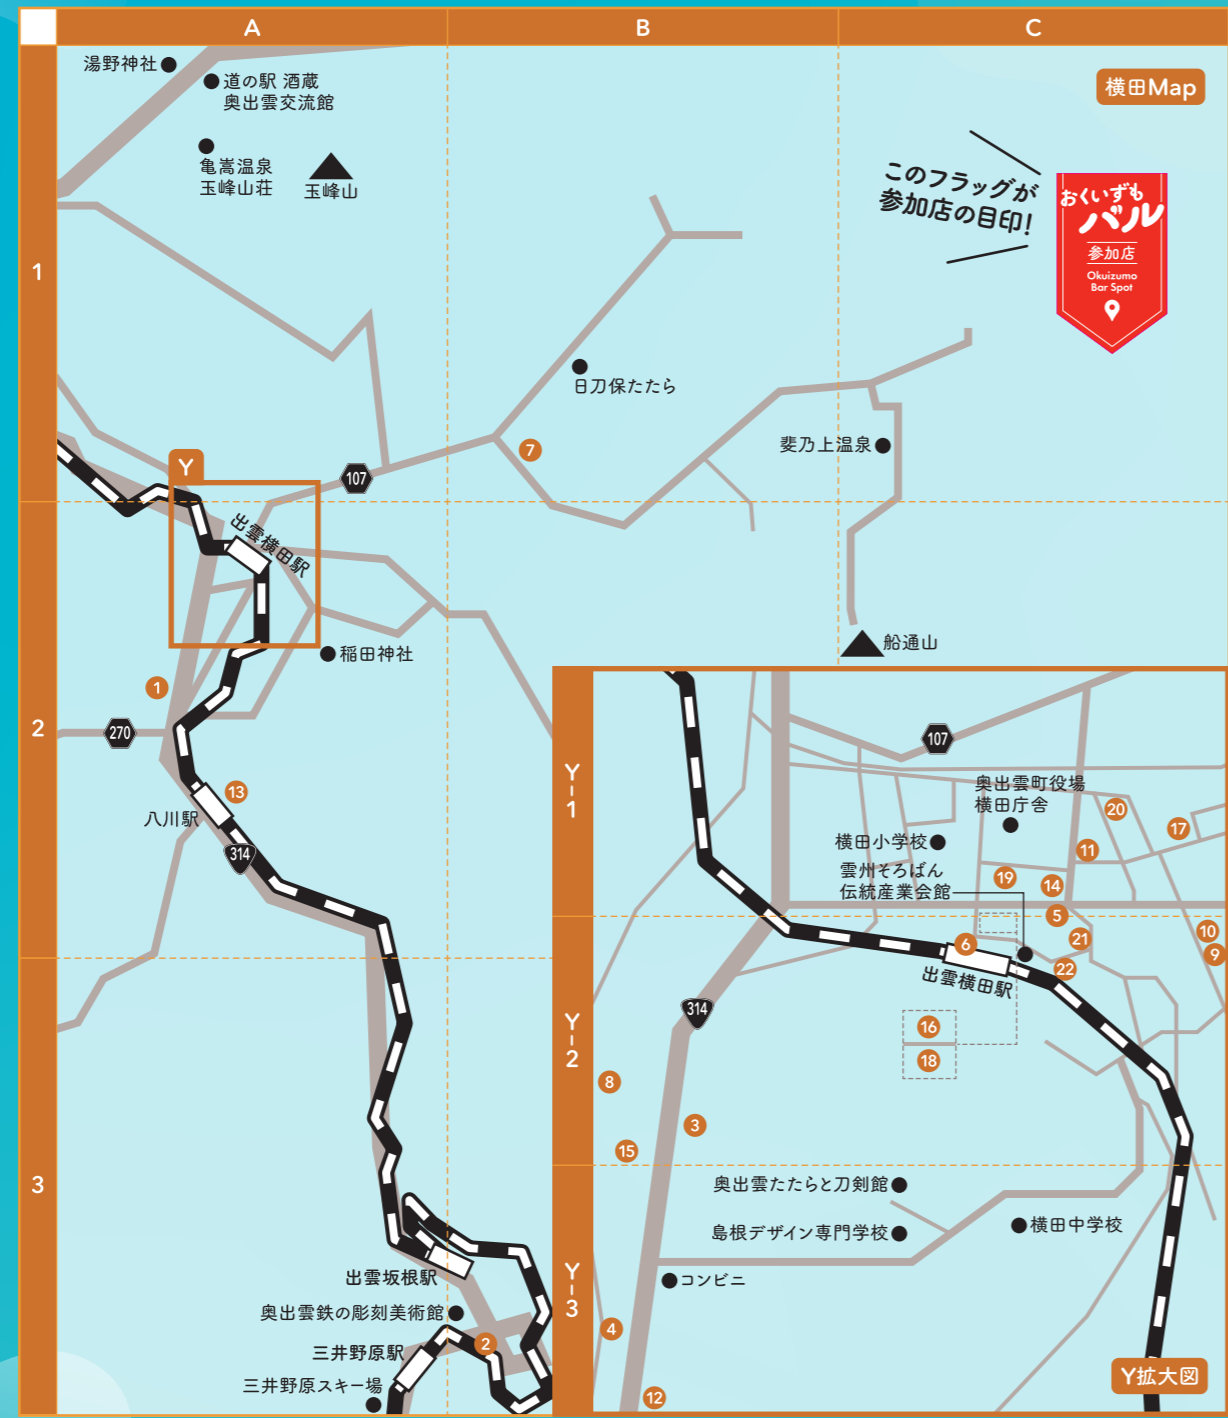 A
B
C
1
2
3
横田Map
湯野神社
道の駅 酒蔵
奥出雲交流館
亀嵩温泉
玉峰山荘
玉峰山
このフラッグが
参加店の目印!
おくいずも
バル
参加店
Okuizumo
Bar Spot
日刀保たたら
7
斐乃上温泉
107
Y
出雲横田駅
稲田神社
船通山
1
270
13
八川駅
314
出雲坂根駅
奥出雲鉄の彫刻美術館
2
三井野原駅
三井野原スキー場
Y-1
Y-2
Y-3
107
奥出雲町役場
横田庁舎
20
17
横田小学校
11
雲州そろばん
伝統産業会館
19
14
5
10
21
9
6
22
出雲横田駅
314
16
18
8
3
15
奥出雲たたらと刀剣館
島根デザイン専門学校
横田中学校
コンビニ
4
12
Y拡大図